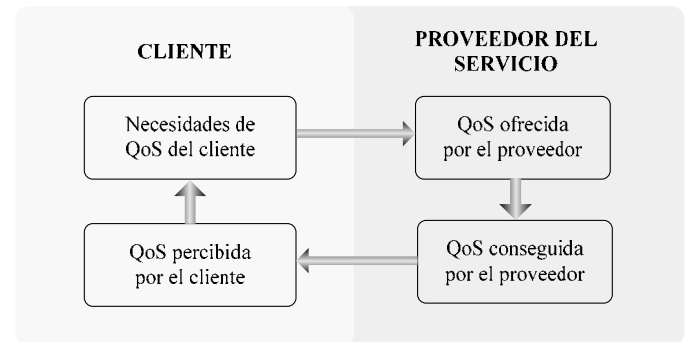 CLIENTE
PROVEEDOR DEL
SERVICIO
Necesidades de
QoS del cliente
QoS ofrecida
por el proveedor
QoS percibida
por el cliente
QoS conseguida
por el proveedor